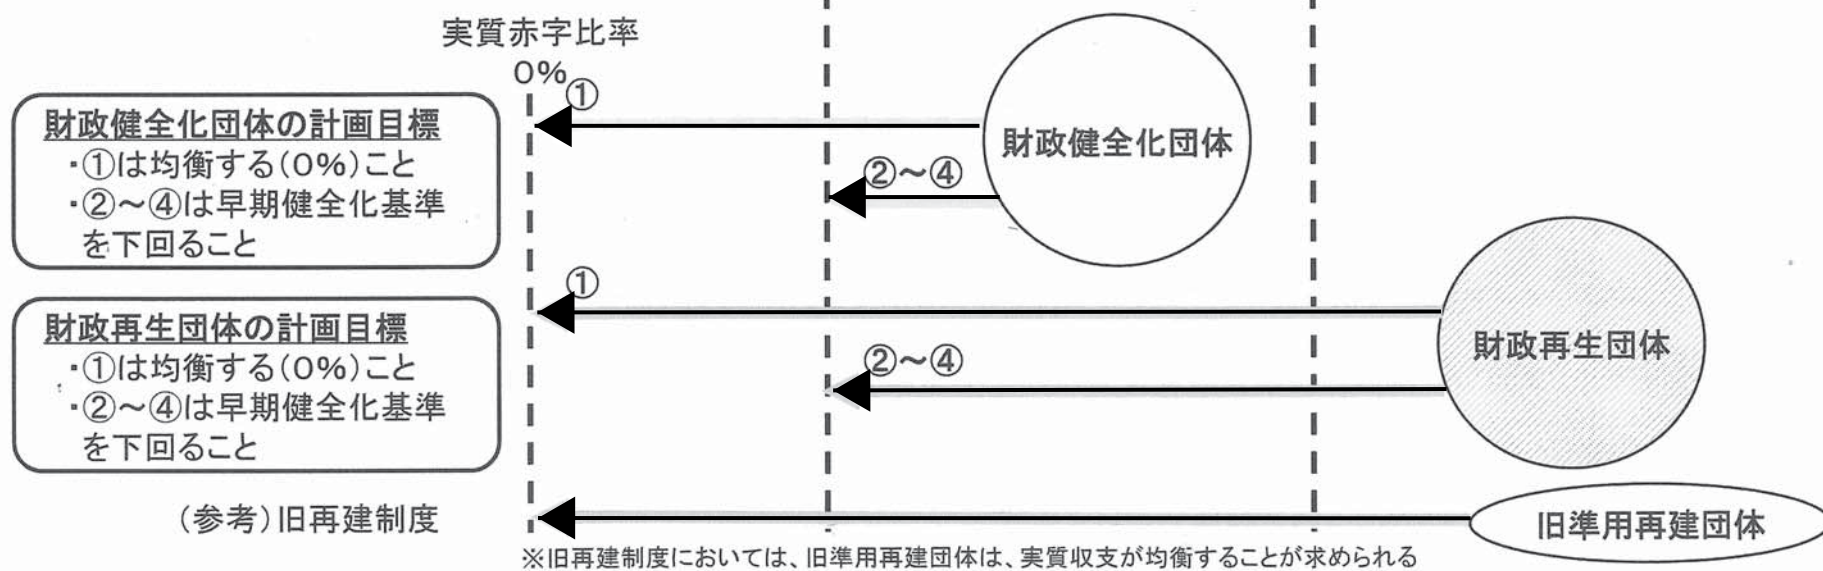 実質赤字比率
0%
①
財政健全化団体の計画目標
・①は均衡する(0%)こと
・②～④は早期健全化基準
を下回ること
②～④
財政健全化団体
①
財政再生団体の計画目標
・①は均衡する(0%)こと
・②～④は早期健全化基準
を下回ること
②～④
財政再生団体
(参考)旧再建制度
旧準用再建団体
※旧再建制度においては、旧準用再建団体は、実質収支が均衡することが求められる